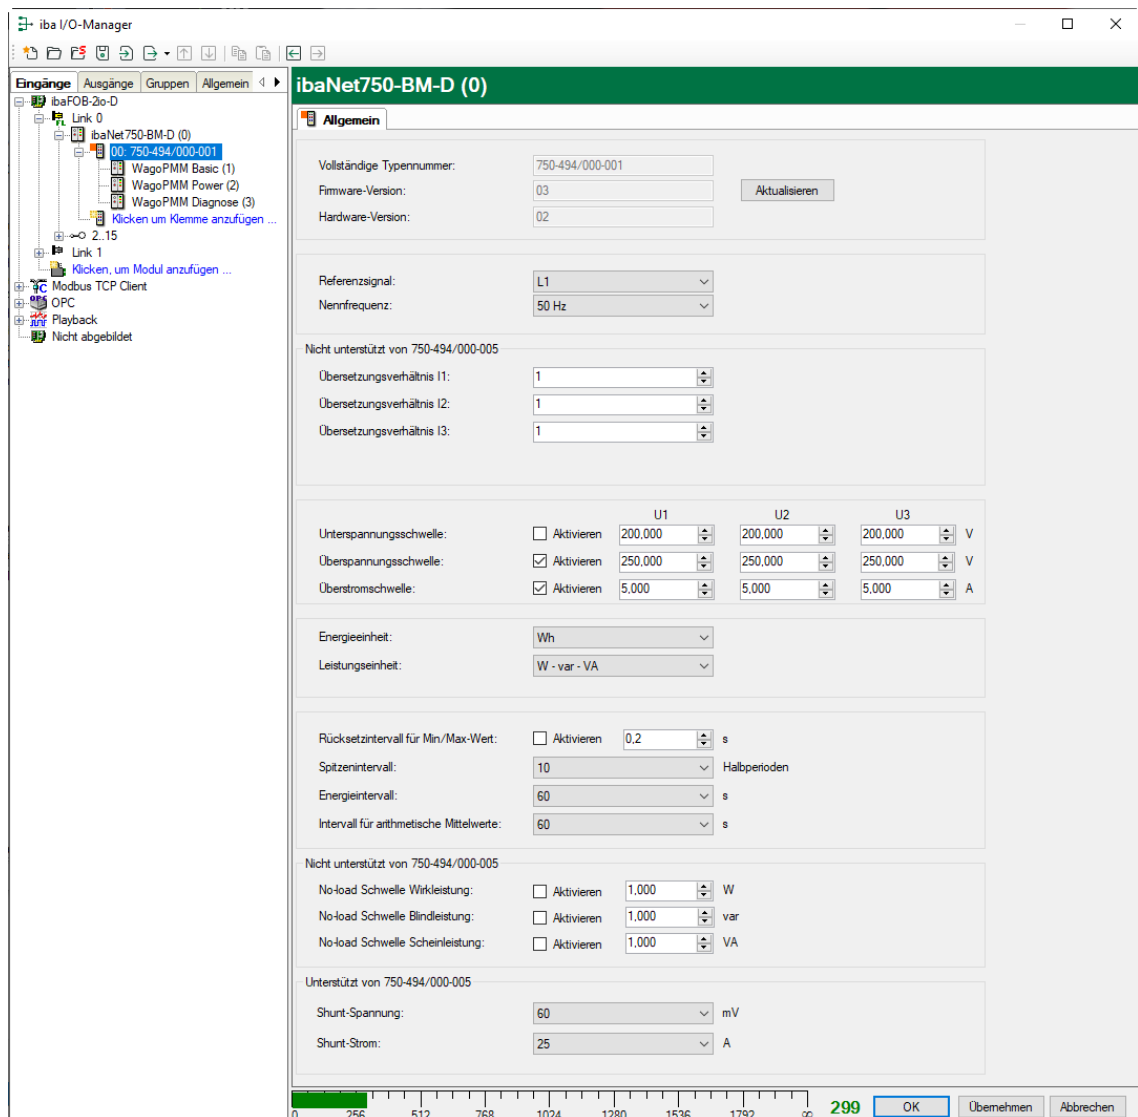 iba I/O-Manager
Eingänge Ausgänge Gruppen Allgemein
ibaFOB-2io-D
Link 0
ibaNet750-BM-D (0)
00: 750-494/000-001
WagoPMM Basic (1)
WagoPMM Power (2)
WagoPMM Diagnose (3)
Klicken um Klemme anzufügen ...
2..15
Link 1
Klicken, um Modul anzufügen ...
Modbus TCP Client
OPC
Playback
Nicht abgebildet
ibaNet750-BM-D (0)
Allgemein
Vollständige Typennummer: 750-494/000-001
Firmware-Version: 03 Aktualisieren
Hardware-Version: 02
Referenzsignal: L1
Nennfrequenz: 50 Hz
Nicht unterstützt von 750-494/000-005
Übersetzungsverhältnis I1: 1
Übersetzungsverhältnis I2: 1
Übersetzungsverhältnis I3: 1
U1 U2 U3
Unterspannungsschwelle: Aktivieren 200,000 200,000 200,000 V
Überspannungsschwelle: Aktivieren 250,000 250,000 250,000 V
Überstromschwelle: Aktivieren 5,000 5,000 5,000 A
Energieeinheit: Wh
Leistungseinheit: W - var - VA
Rücksetzintervall für Min/Max-Wert: Aktivieren 0,2 s
Spitzenintervall: 10 Halbperioden
Energieintervall: 60 s
Intervall für arithmetische Mittelwerte: 60 s
Nicht unterstützt von 750-494/000-005
No-load Schwelle Wirkleistung: Aktivieren 1,000 W
No-load Schwelle Blindleistung: Aktivieren 1,000 var
No-load Schwelle Scheinleistung: Aktivieren 1,000 VA
Unterstützt von 750-494/000-005
Shunt-Spannung: 60 mV
Shunt-Strom: 25 A
0 256 512 768 1024 1280 1536 1792 ∞ 299 OK Übernehmen Abbrechen